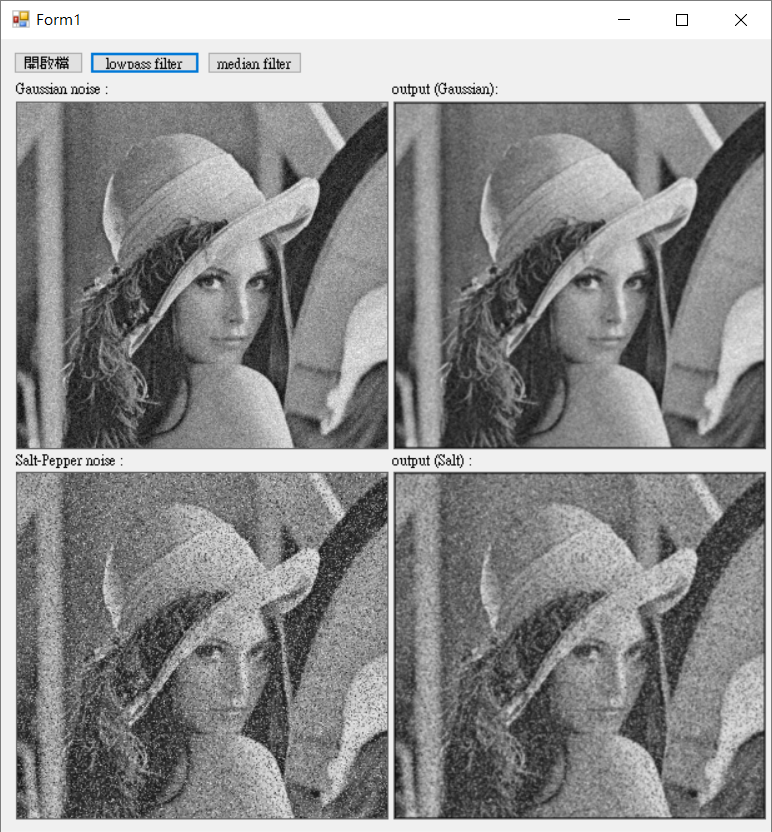 Form1
開啟檔 lowpass filter median filter
Gaussian noise : output (Gaussian):
Salt-Pepper noise : output (Salt) :